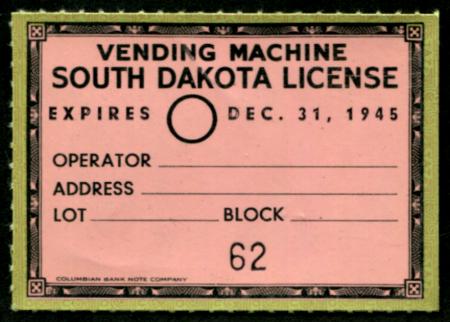 VENDING MACHINE
SOUTH DAKOTA LICENSE
EXPIRES DEC. 31, 1945
OPERATOR
ADDRESS
LOT BLOCK
62
COLUMBIAN BANK NOTE COMPANY